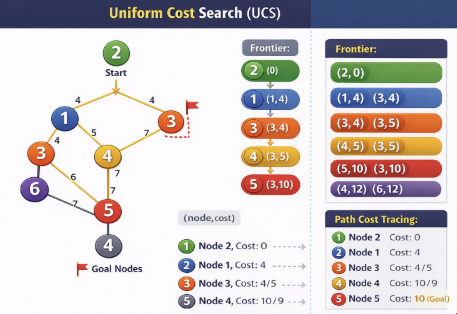 Uniform Cost Search (UCS)
2
Start
4
4
1
3
4
5
7
3
4
6
6
7
7
7
5
4
Goal Nodes
Frontier:
2 (0)
1 (1,4)
3 (3,4)
4 (3,5)
5 (3,10)
(node,cost)
1 Node 2, Cost: 0
2 Node 1, Cost: 4
3 Node 3, Cost: 4/5
5 Node 4, Cost: 10/9
Frontier:
(2,0)
(1,4) (3,4)
(3,4) (3,5)
(4,5) (3,5)
(5,10) (3,10)
(4,12) (6,12)
Path Cost Tracing:
1 Node 2 Cost: 0
2 Node 1 Cost: 4
3 Node 3 Cost: 4/5
4 Node 4 Cost: 10/9
5 Node 5 Cost: 10 (Goal)